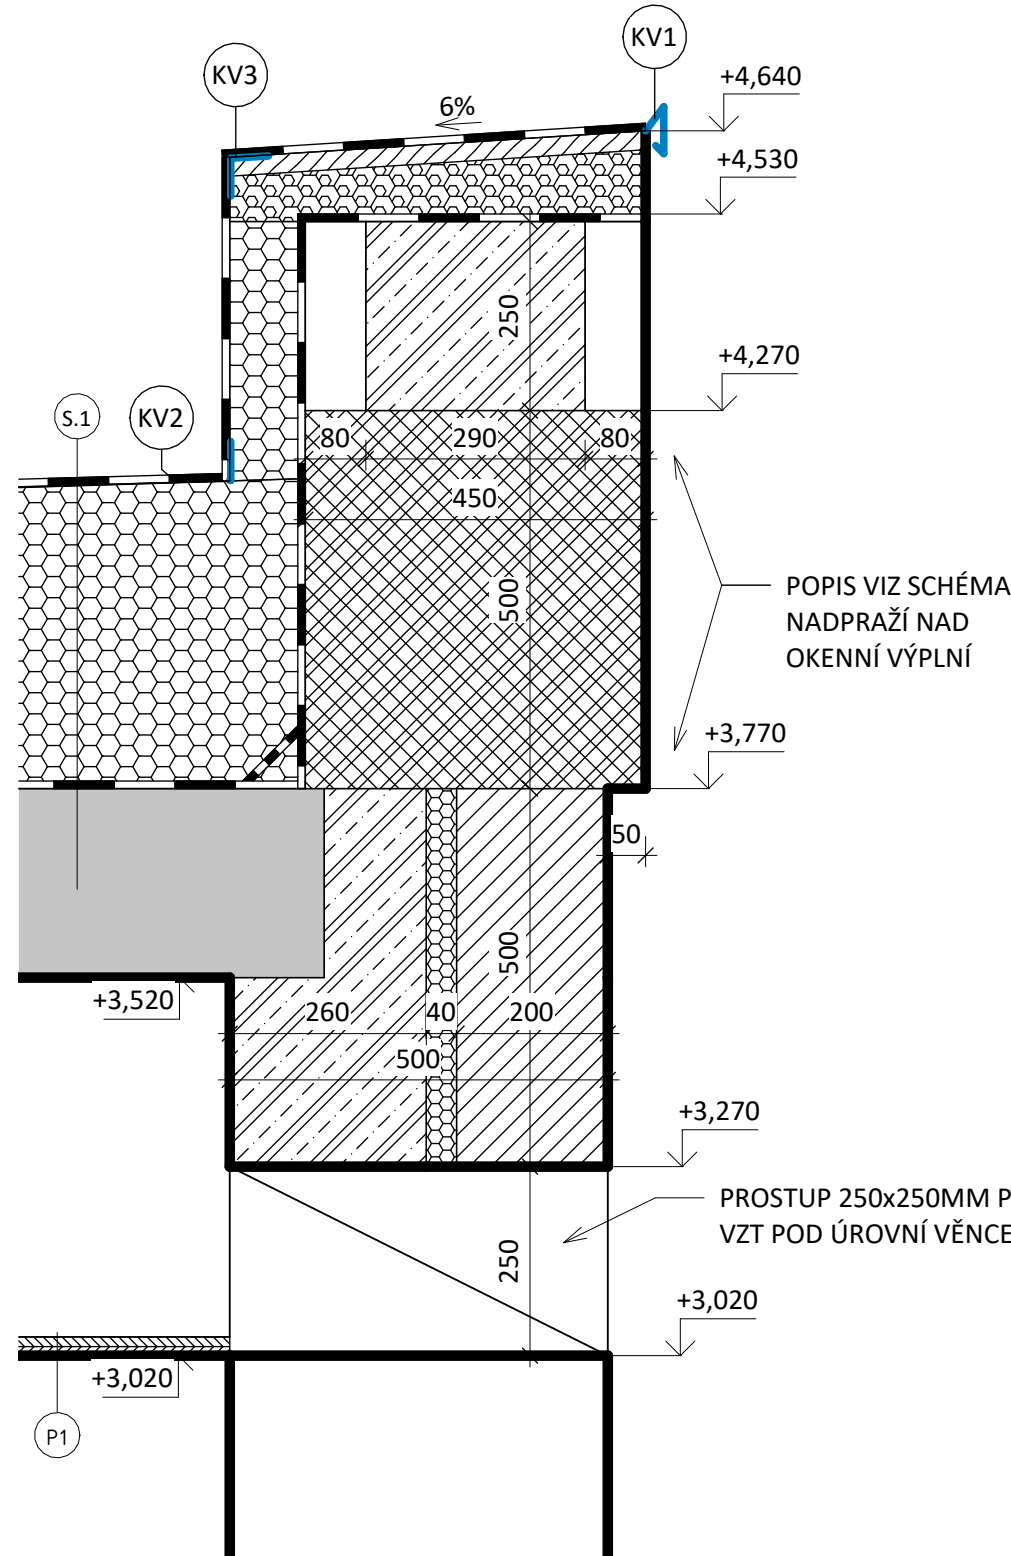 KV1
KV3
+4,640
6%
+4,530
250
+4,270
S.1
KV2
80
290
80
450
500
POPIS VIZ SCHÉMA
NADPRAŽÍ NAD
OKENNÍ VÝPLNÍ
+3,770
50
500
+3,520
260
40
200
500
+3,270
PROSTUP 250x250MM P
VZT POD ÚROVNÍ VĚNCE
250
+3,020
+3,020
P1